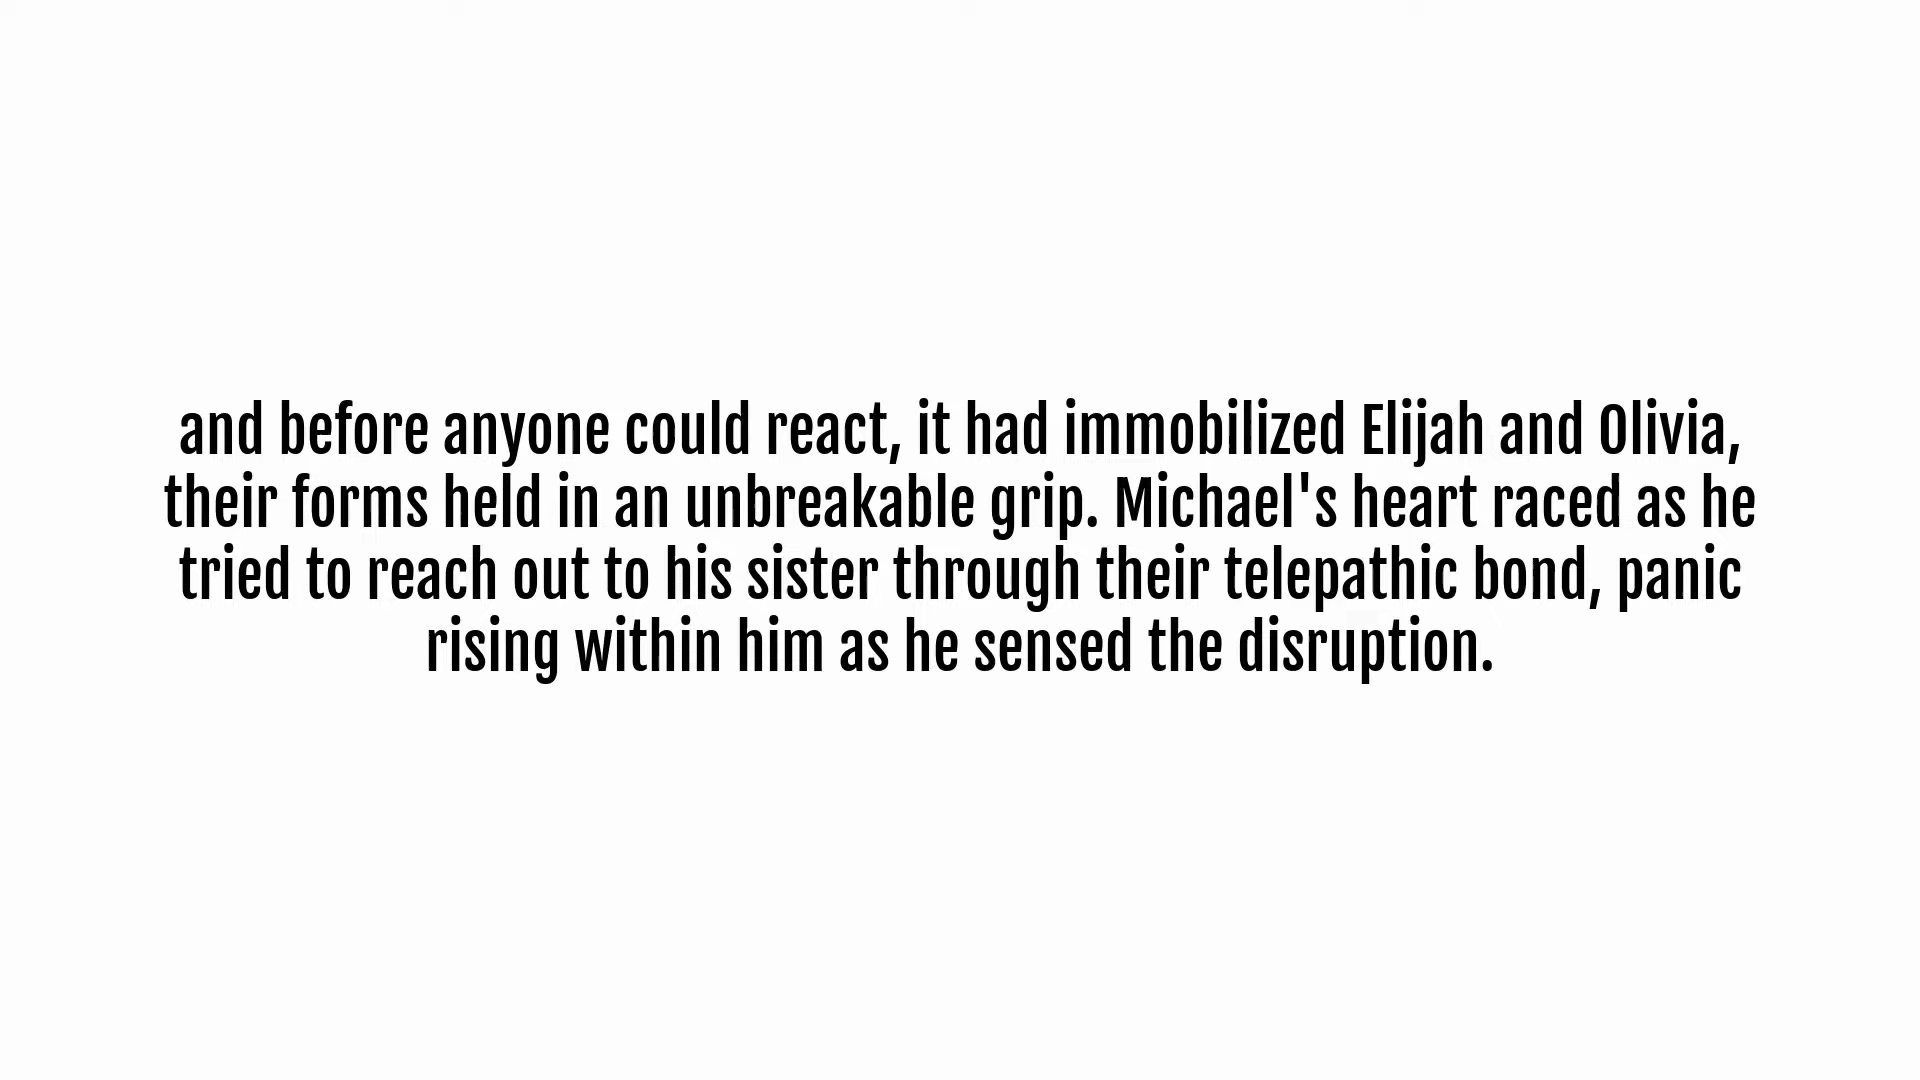 and before anyone could react, it had immobilized Elijah and Olivia,
their forms held in an unbreakable grip. Michael's heart raced as he
tried to reach out to his sister through their telepathic bond, panic
rising within him as he sensed the disruption.